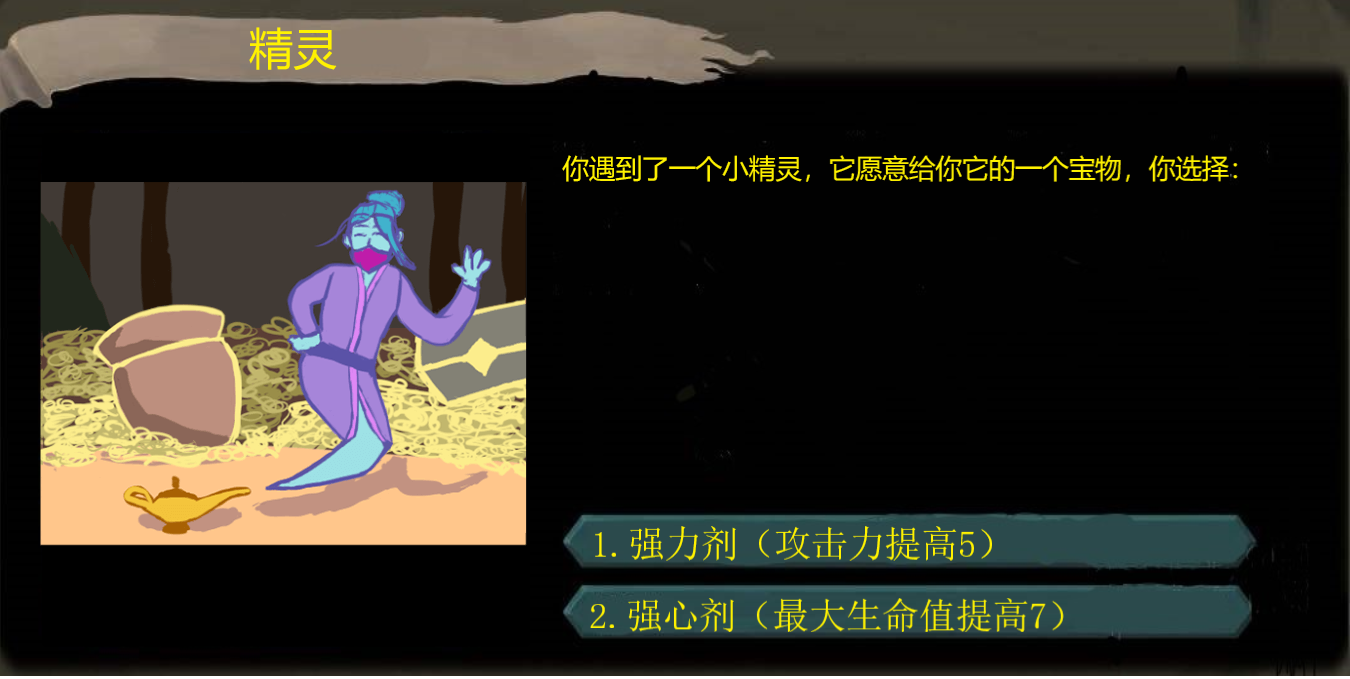 精灵
你遇到了一个小精灵，它愿意给你它的一个宝物，你选择：
1. 强力剂（攻击力提高5）
2. 强心剂（最大生命值提高7）